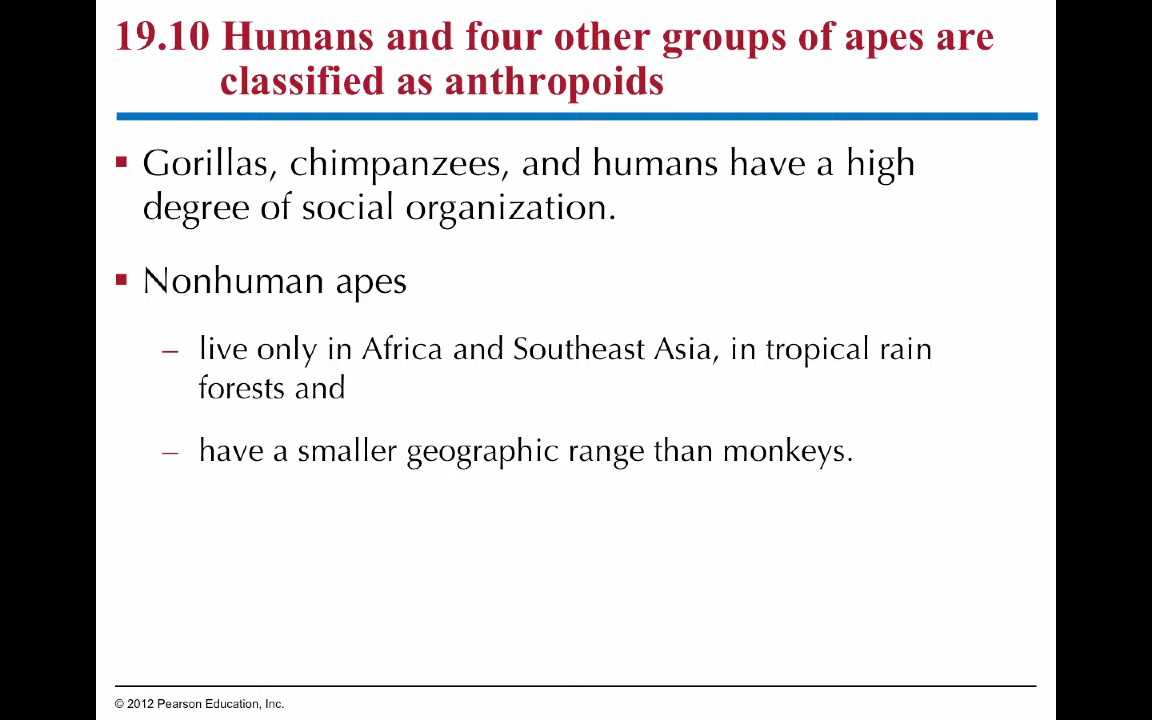 19.10 Humans and four other groups of apes are
classified as anthropoids
▪ Gorillas, chimpanzees, and humans have a high
degree of social organization.
▪ Nonhuman apes
– live only in Africa and Southeast Asia, in tropical rain
forests and
– have a smaller geographic range than monkeys.
© 2012 Pearson Education, Inc.